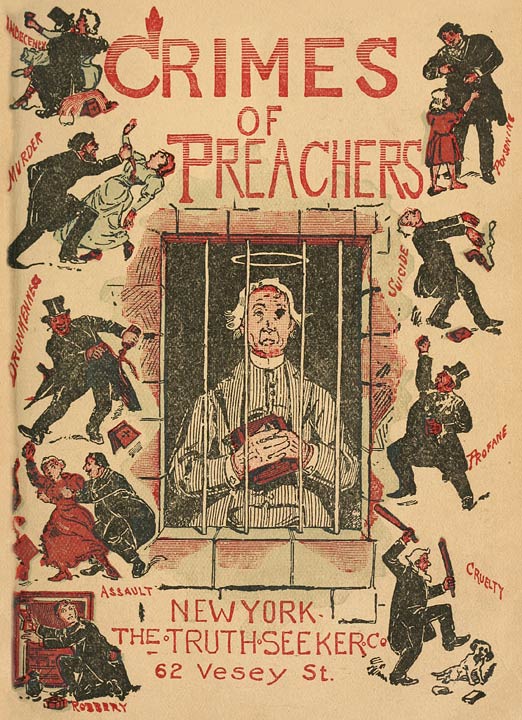 CRIMES
OF
PREACHERS
INDECENCY
MURDER
POISONING
SUICIDE
DRUNKENNESS
PROFANE
ASSAULT
CRUELTY
ROBBERY
NEW YORK.
THE•TRUTH•SEEKER•Co
62 Vesey St.